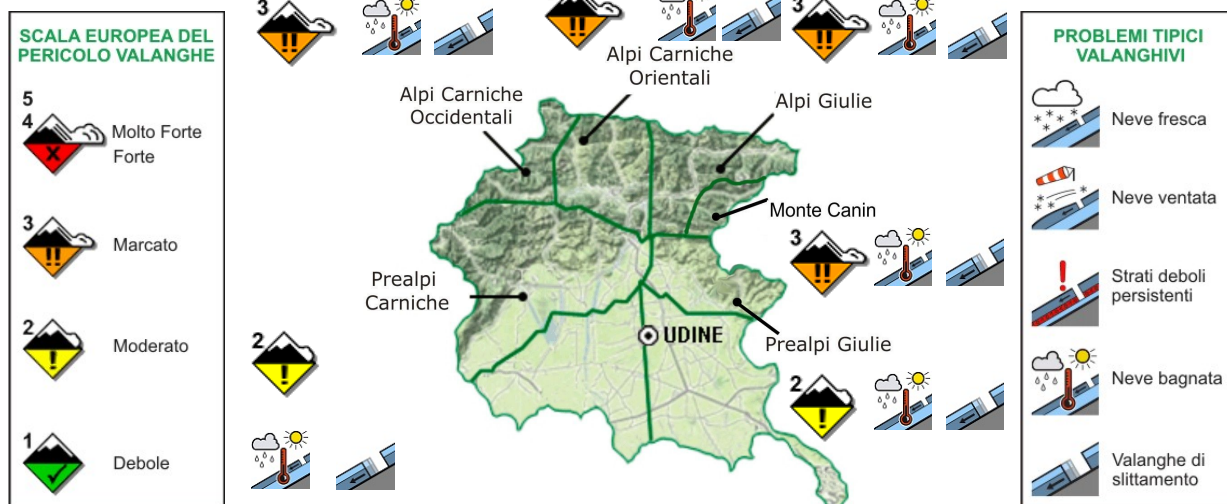 3
3
SCALA EUROPEA DEL
PERICOLO VALANGHE
5
4
Molto Forte
Forte
3
Marcato
2
Moderato
1
Debole
Alpi Carniche
Orientali
Alpi Carniche
Occidentali
Alpi Giulie
Monte Canin
3
Prealpi
Carniche
UDINE
2
Prealpi Giulie
2
PROBLEMI TIPICI
VALANGHIVI
Neve fresca
Neve ventata
Strati deboli
persistenti
Neve bagnata
Valanghe di
slittamento